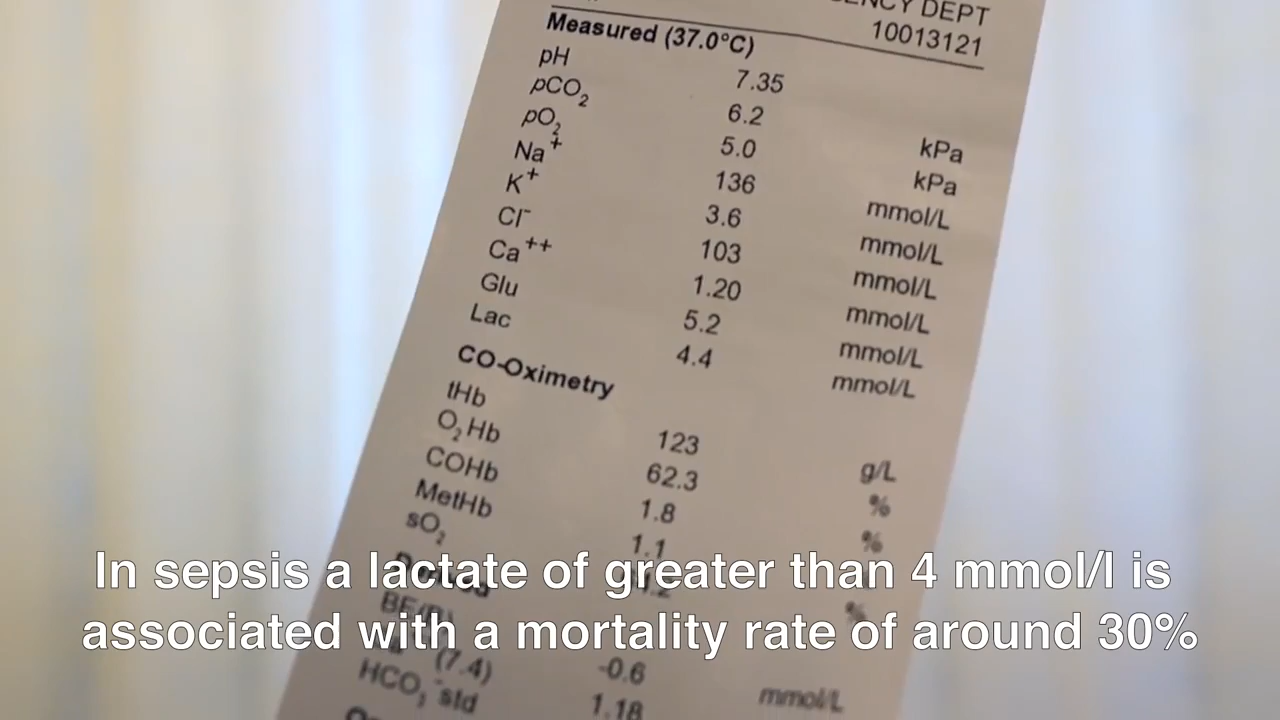 DEPT
10013121
Measured (37.0°C)
pH 7.35
pCO₂ 6.2 kPa
pO₂ 5.0 kPa
Na⁺ 136 mmol/L
K⁺ 3.6 mmol/L
Cl⁻ 103 mmol/L
Ca⁺⁺ 1.20 mmol/L
Glu 5.2 mmol/L
Lac 4.4 mmol/L
CO-Oximetry
tHb 123 g/L
O₂Hb 62.3 %
COHb 1.8 %
MetHb 1.1 %
sO₂
BE(B) -0.6 mmol/L
(7.4) 1.18
HCO₃⁻std
In sepsis a lactate of greater than 4 mmol/l is
associated with a mortality rate of around 30%